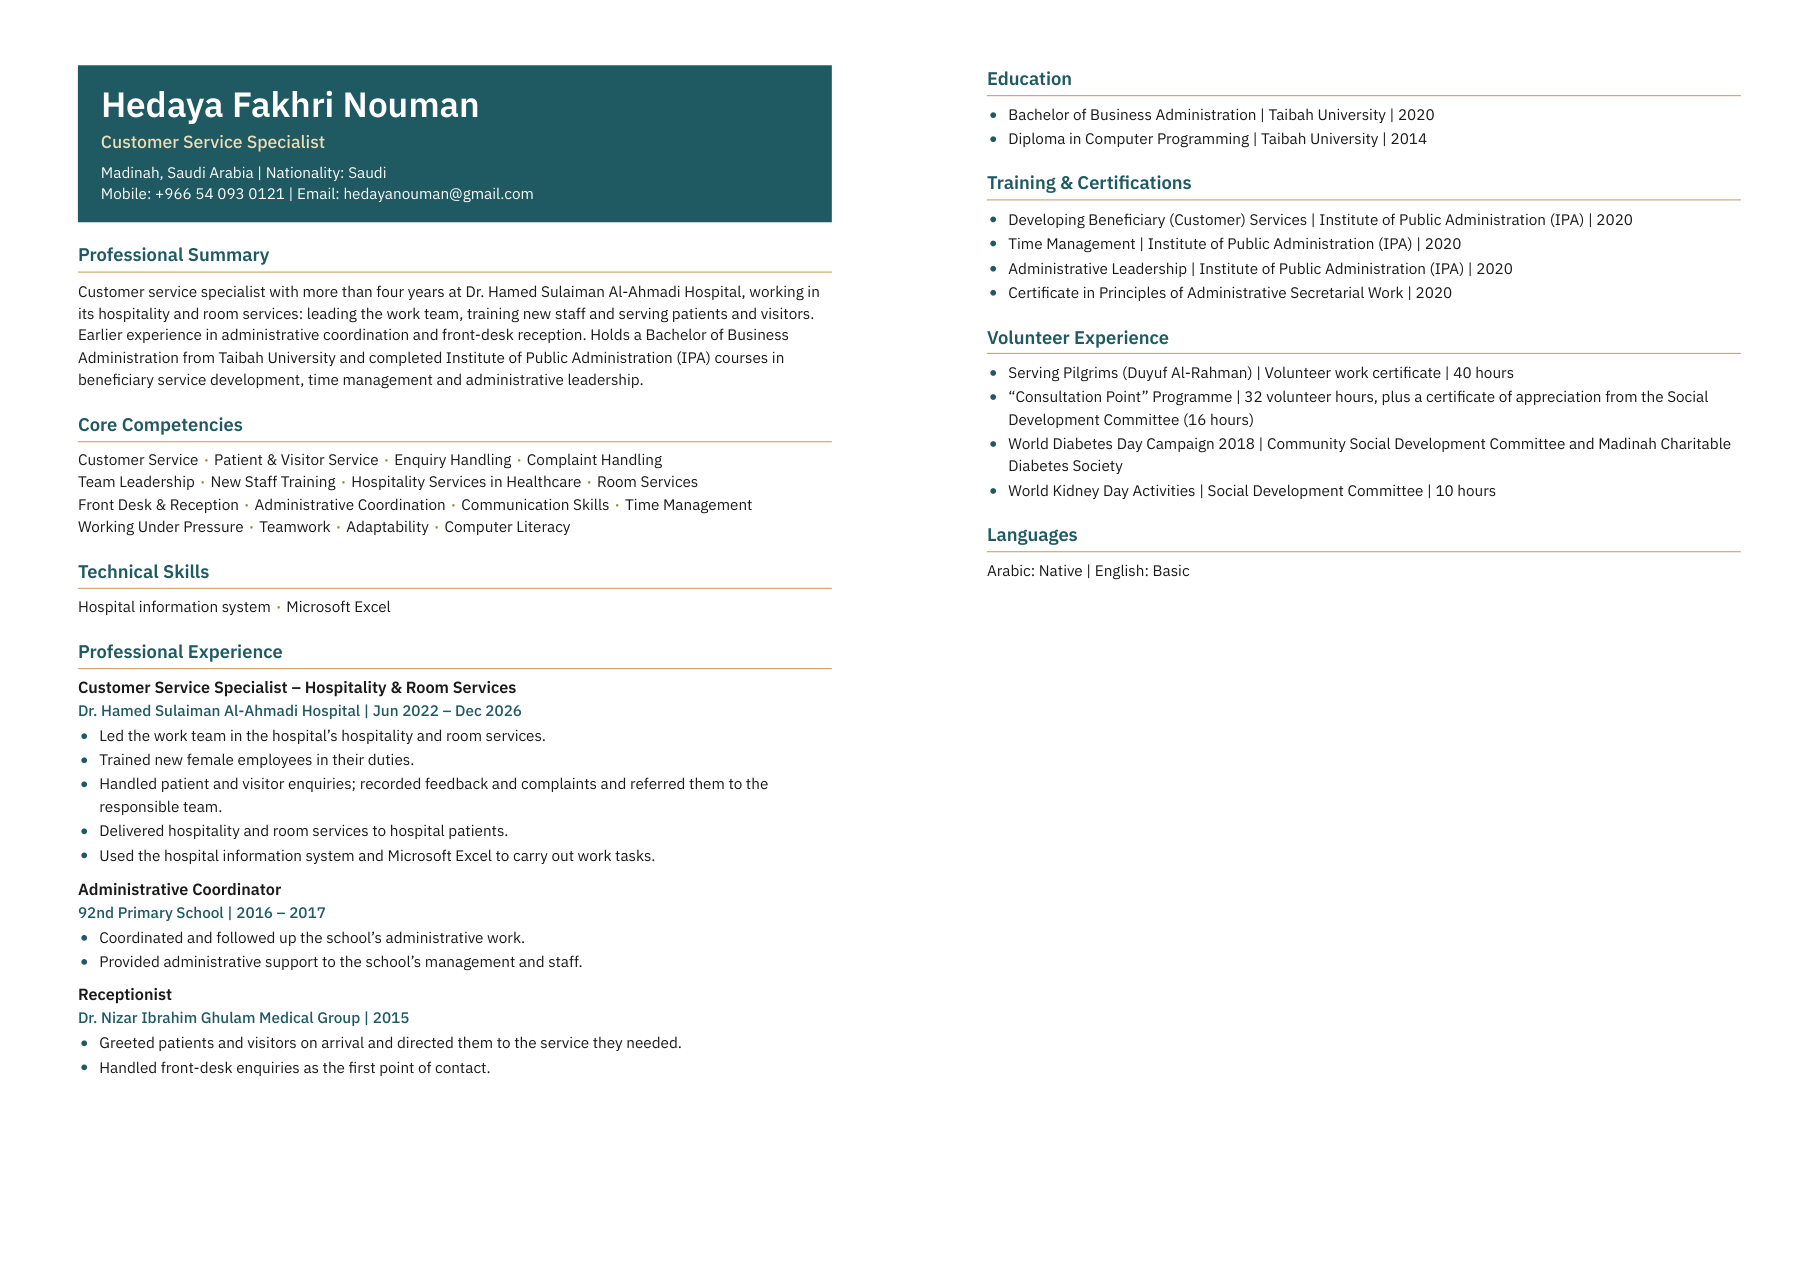 Hedaya Fakhri Nouman
Customer Service Specialist
Madinah, Saudi Arabia | Nationality: Saudi
Mobile: +966 54 093 0121 | Email: hedayanouman@gmail.com
Professional Summary
Customer service specialist with more than four years at Dr. Hamed Sulaiman Al-Ahmadi Hospital, working in
its hospitality and room services: leading the work team, training new staff and serving patients and visitors.
Earlier experience in administrative coordination and front-desk reception. Holds a Bachelor of Business
Administration from Taibah University and completed Institute of Public Administration (IPA) courses in
beneficiary service development, time management and administrative leadership.
Core Competencies
Customer Service · Patient & Visitor Service · Enquiry Handling · Complaint Handling
Team Leadership · New Staff Training · Hospitality Services in Healthcare · Room Services
Front Desk & Reception · Administrative Coordination · Communication Skills · Time Management
Working Under Pressure · Teamwork · Adaptability · Computer Literacy
Technical Skills
Hospital information system · Microsoft Excel
Professional Experience
Customer Service Specialist – Hospitality & Room Services
Dr. Hamed Sulaiman Al-Ahmadi Hospital | Jun 2022 – Dec 2026
• Led the work team in the hospital’s hospitality and room services.
• Trained new female employees in their duties.
• Handled patient and visitor enquiries; recorded feedback and complaints and referred them to the
responsible team.
• Delivered hospitality and room services to hospital patients.
• Used the hospital information system and Microsoft Excel to carry out work tasks.
Administrative Coordinator
92nd Primary School | 2016 – 2017
• Coordinated and followed up the school’s administrative work.
• Provided administrative support to the school’s management and staff.
Receptionist
Dr. Nizar Ibrahim Ghulam Medical Group | 2015
• Greeted patients and visitors on arrival and directed them to the service they needed.
• Handled front-desk enquiries as the first point of contact.
Education
• Bachelor of Business Administration | Taibah University | 2020
• Diploma in Computer Programming | Taibah University | 2014
Training & Certifications
• Developing Beneficiary (Customer) Services | Institute of Public Administration (IPA) | 2020
• Time Management | Institute of Public Administration (IPA) | 2020
• Administrative Leadership | Institute of Public Administration (IPA) | 2020
• Certificate in Principles of Administrative Secretarial Work | 2020
Volunteer Experience
• Serving Pilgrims (Duyuf Al-Rahman) | Volunteer work certificate | 40 hours
• “Consultation Point” Programme | 32 volunteer hours, plus a certificate of appreciation from the Social
Development Committee (16 hours)
• World Diabetes Day Campaign 2018 | Community Social Development Committee and Madinah Charitable
Diabetes Society
• World Kidney Day Activities | Social Development Committee | 10 hours
Languages
Arabic: Native | English: Basic